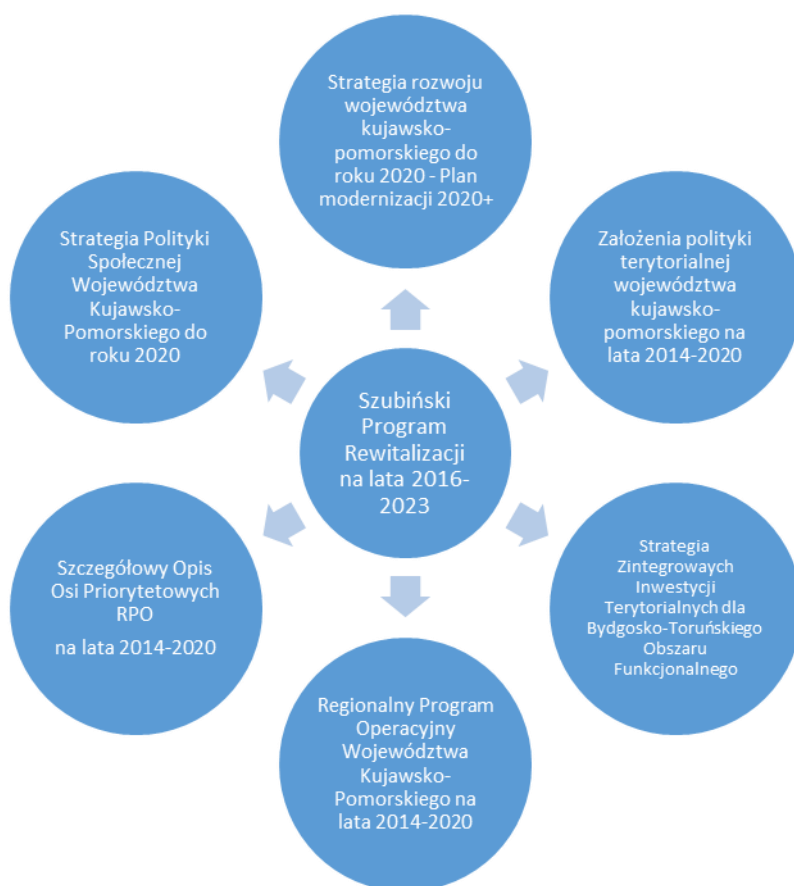 Strategia rozwoju
województwa
kujawsko-
pomorskiego do
roku 2020 - Plan
modernizacji 2020+
Strategia Polityki
Społecznej
Województwa
Kujawsko-
Pomorskiego do
roku 2020
Założenia polityki
terytorialnej
województwa
kujawsko-
pomorskiego na
lata 2014-2020
Szubiński
Program
Rewitalizacji
na lata 2016-
2023
Szczegółowy Opis
Osi Priorytetowych
RPO
na lata 2014-2020
Strategia
Zintegrowaych
Inwestycji
Terytorialnych dla
Bydgosko-Toruńskiego
Obszaru
Funkcjonalnego
Regionalny Program
Operacyjny
Województwa
Kujawsko-
Pomorskiego na
lata 2014-2020